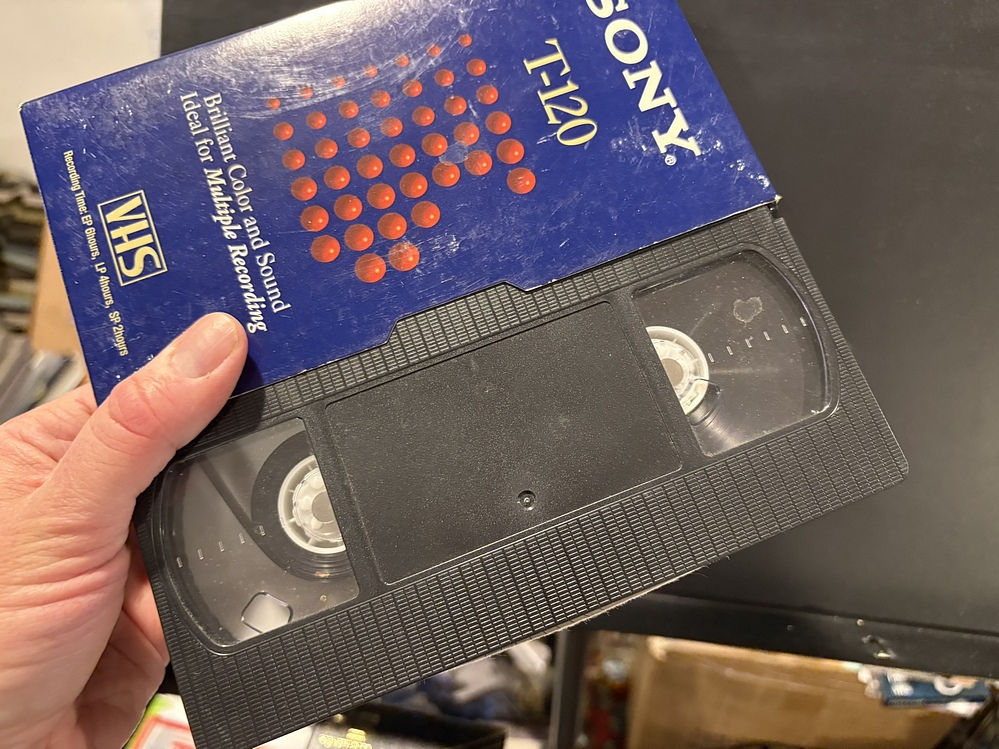 SONY®
T-120
Brilliant Color and Sound
Ideal for Multiple Recording
VHS
Recording Time: EP 6hours, LP 4hours, SP 2hours